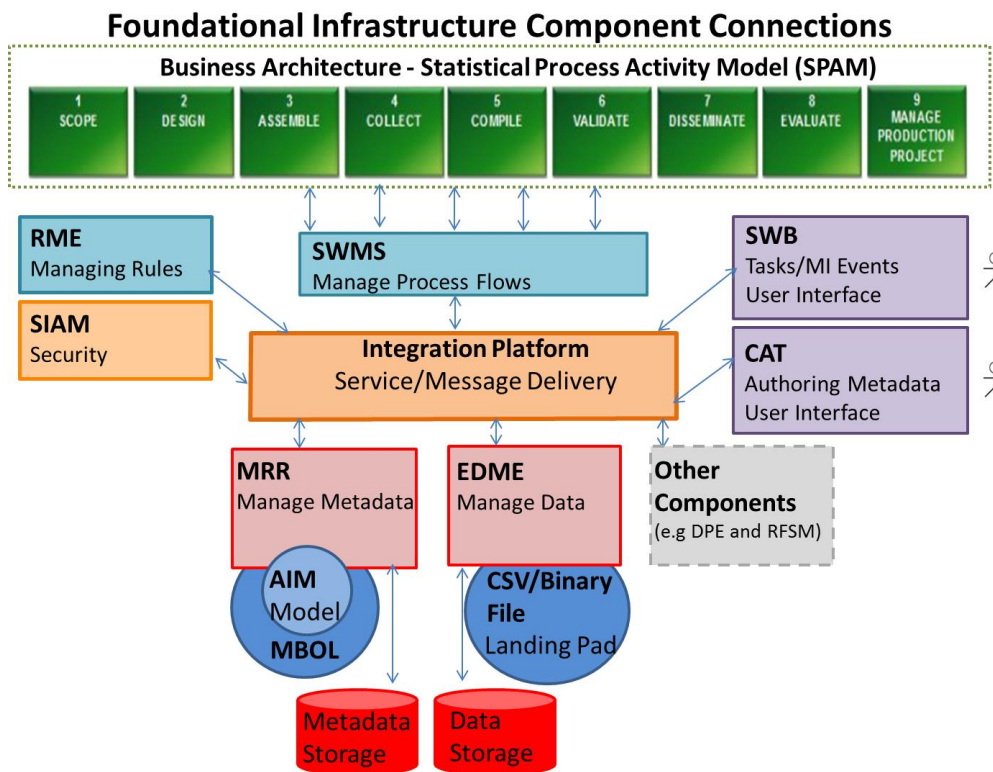 Foundational Infrastructure Component Connections
Business Architecture - Statistical Process Activity Model (SPAM)
1
SCOPE
2
DESIGN
3
ASSEMBLE
4
COLLECT
5
COMPILE
6
VALIDATE
7
DISSEMINATE
8
EVALUATE
9
MANAGE
PRODUCTION
PROJECT
RME
Managing Rules
SWMS
Manage Process Flows
SWB
Tasks/MI Events
User Interface
SIAM
Security
Integration Platform
Service/Message Delivery
CAT
Authoring Metadata
User Interface
MRR
Manage Metadata
EDME
Manage Data
Other
Components
(e.g DPE and RFSM)
AIM
Model
MBOL
CSV/Binary
File
Landing Pad
Metadata
Storage
Data
Storage